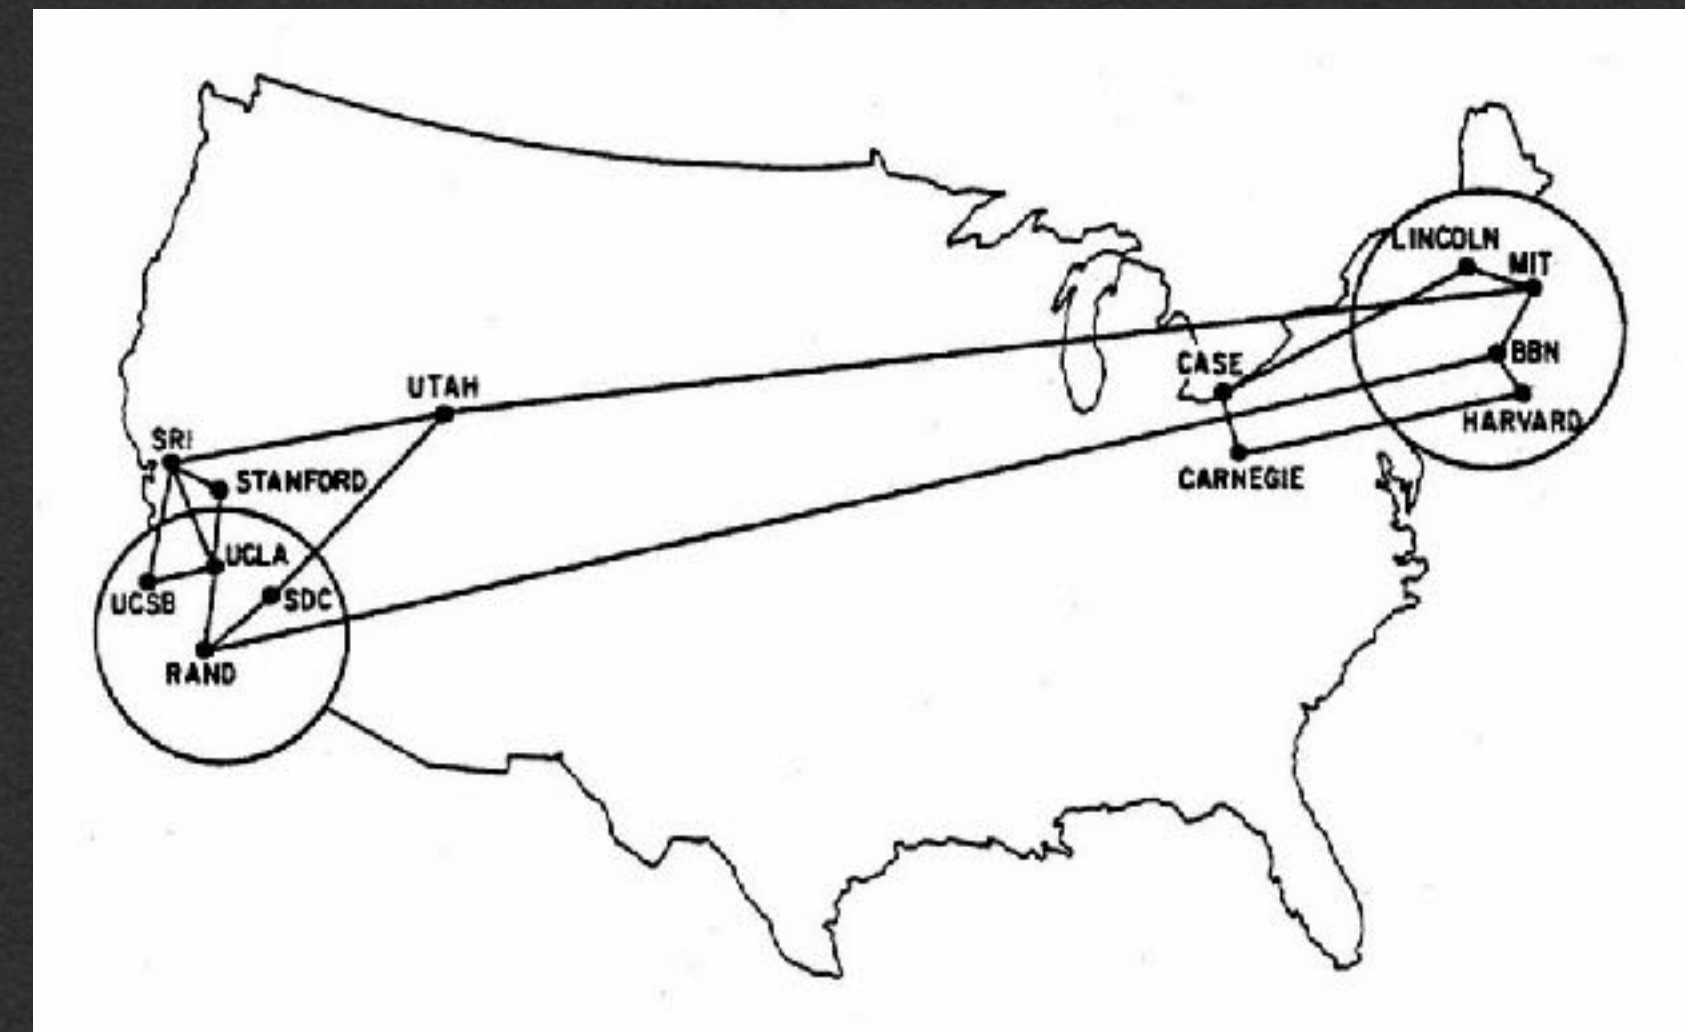 LINCOLN
MIT
CASE
BBN
UTAH
HARVARD
SRI
STANFORD
CARNEGIE
UCLA
UCSB
SDC
RAND